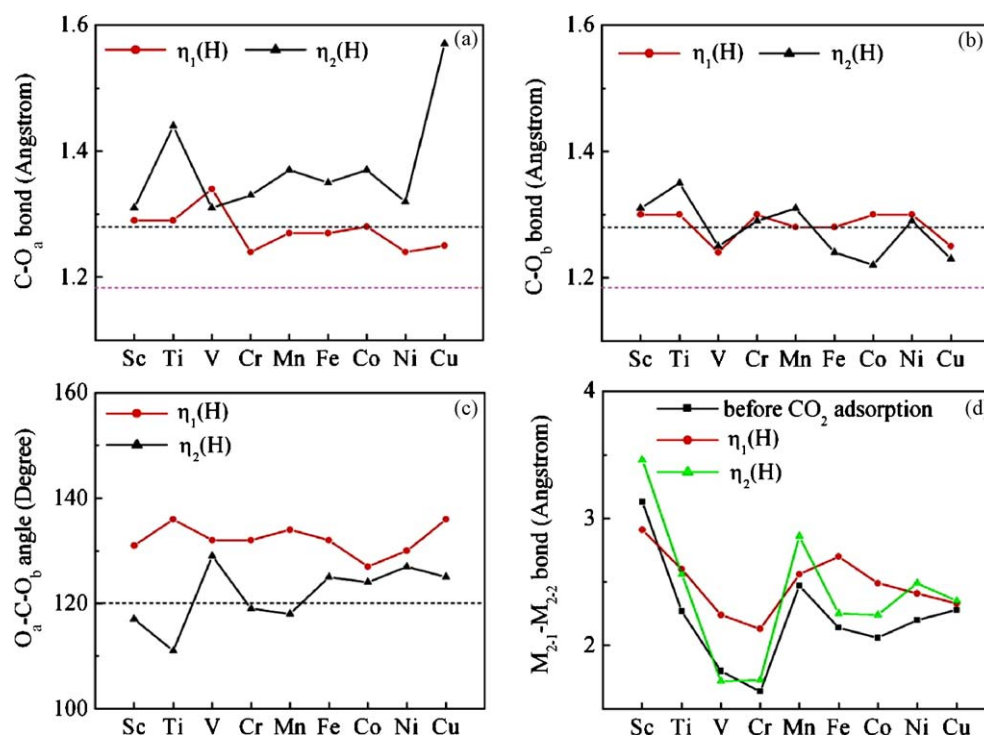 1.6
1.4
1.2
C-Oₐ bond (Angstrom)
η₁(H)
η₂(H)
(a)
Sc Ti V Cr Mn Fe Co Ni Cu
1.6
1.4
1.2
C-O_b bond (Angstrom)
η₁(H)
η₂(H)
(b)
Sc Ti V Cr Mn Fe Co Ni Cu
160
140
120
100
Oₐ-C-O_b angle (Degree)
η₁(H)
η₂(H)
(c)
Sc Ti V Cr Mn Fe Co Ni Cu
4
3
2
M₂₋₁-M₂₋₂ bond (Angstrom)
before CO₂ adsorption
η₁(H)
η₂(H)
(d)
Sc Ti V Cr Mn Fe Co Ni Cu